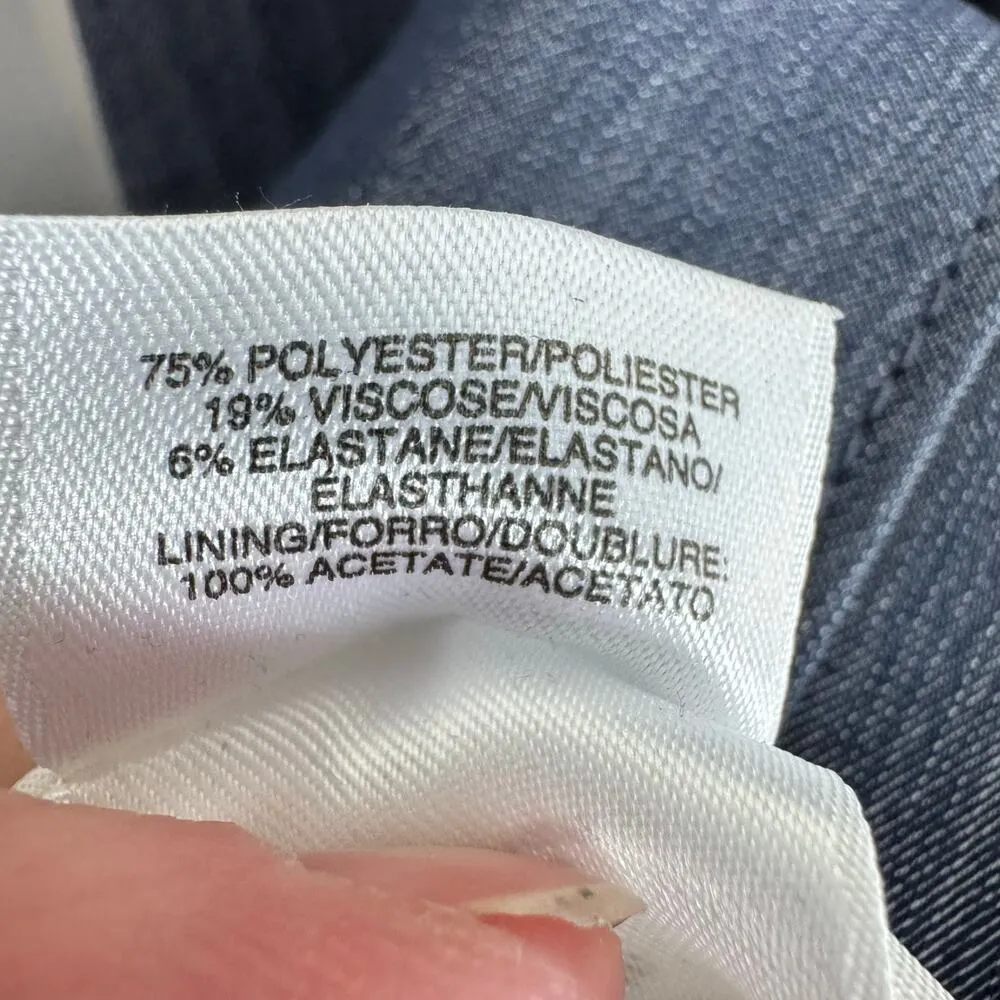 75% POLYESTER/POLIESTER
19% VISCOSE/VISCOSA
6% ELASTANE/ELASTANO/
ÉLASTHANNE
LINING/FORRO/DOUBLURE:
100% ACETATE/ACETATO